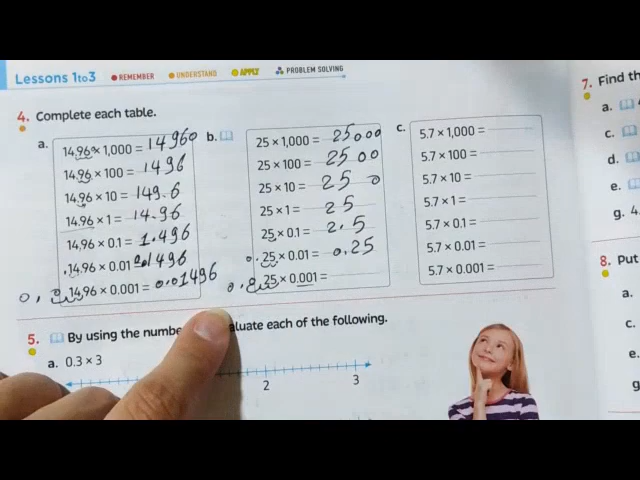 Lessons 1 to 3 REMEMBER UNDERSTAND APPLY PROBLEM SOLVING
4. Complete each table.
a.
14.96 × 1,000 = 14960
14.96 × 100 = 1496
14.96 × 10 = 149.6
14.96 × 1 = 14.96
14.96 × 0.1 = 1.496
14.96 × 0.01 = 0.1496
14.96 × 0.001 = 0.01496
b.
25 × 1,000 = 25000
25 × 100 = 2500
25 × 10 = 250
25 × 1 = 25
25 × 0.1 = 2.5
25 × 0.01 = 0.25
25 × 0.001 =
c.
5.7 × 1,000 =
5.7 × 100 =
5.7 × 10 =
5.7 × 1 =
5.7 × 0.1 =
5.7 × 0.01 =
5.7 × 0.001 =
5. By using the numbe aluate each of the following.
a. 0.3 × 3
2 3
7. Find th
a.
c.
d.
e.
g. 4.
8. Put
a.
c.
e.
g